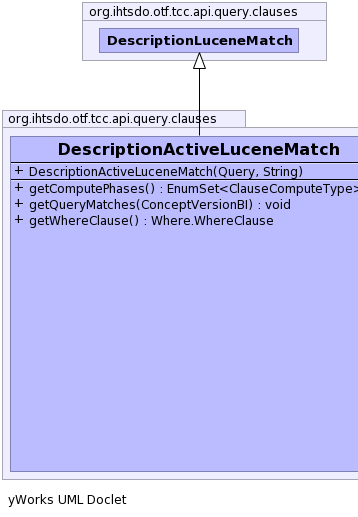 org.ihtsdo.otf.tcc.api.query.clauses
DescriptionLuceneMatch
org.ihtsdo.otf.tcc.api.query.clauses
DescriptionActiveLuceneMatch
+ DescriptionActiveLuceneMatch(Query, String)
+ getComputePhases() : EnumSet<ClauseComputeType>
+ getQueryMatches(ConceptVersionBI) : void
+ getWhereClause() : Where.WhereClause
yWorks UML Doclet